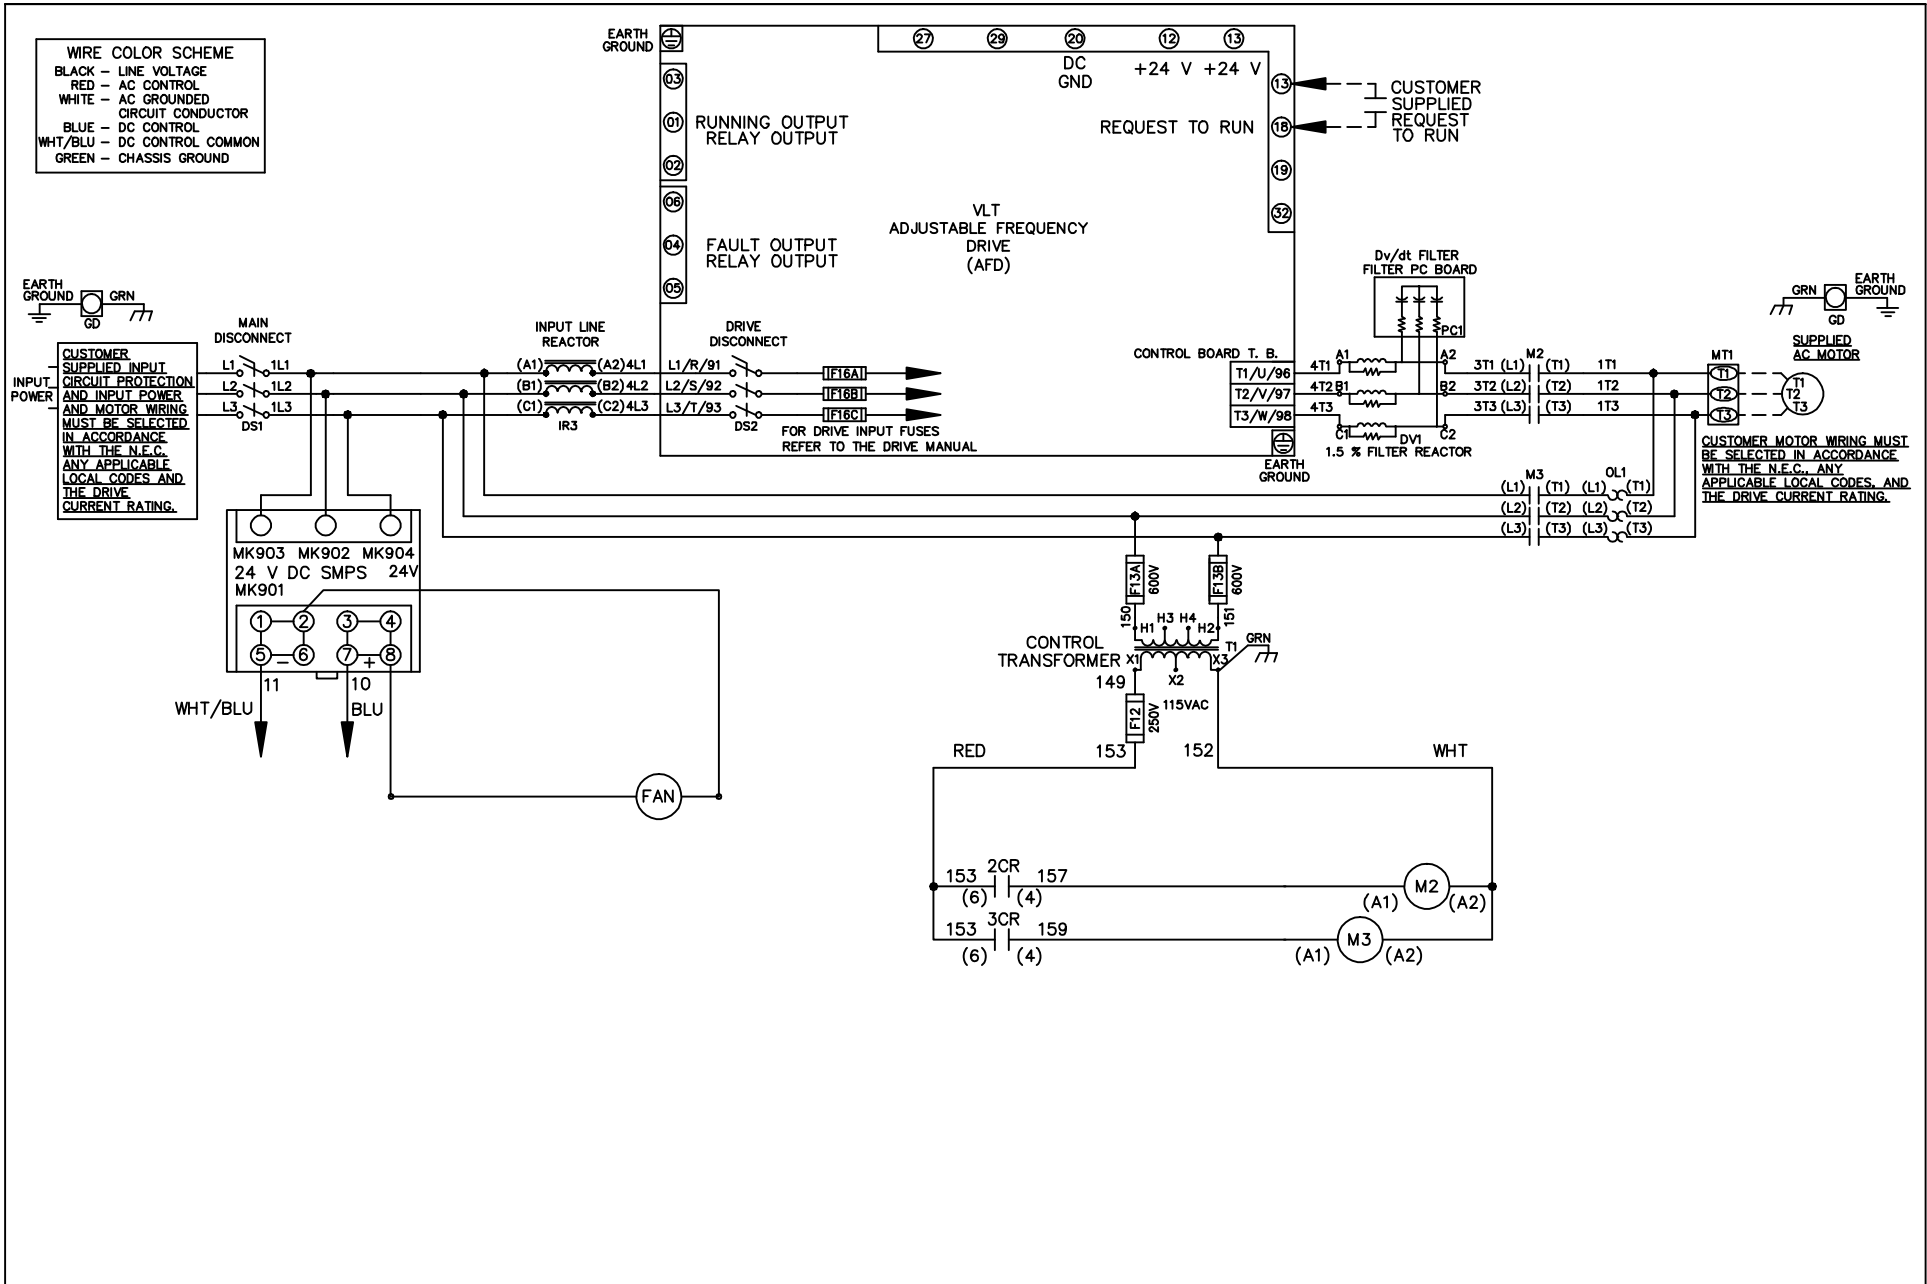 WIRE COLOR SCHEME
BLACK – LINE VOLTAGE
RED – AC CONTROL
WHITE – AC GROUNDED
CIRCUIT CONDUCTOR
BLUE – DC CONTROL
WHT/BLU – DC CONTROL COMMON
GREEN – CHASSIS GROUND
EARTH
GROUND
03
01
02
06
04
05
RUNNING OUTPUT
RELAY OUTPUT
FAULT OUTPUT
RELAY OUTPUT
27
29
20
12
13
DC
GND
+24 V
+24 V
13
18
19
32
REQUEST TO RUN
CUSTOMER
SUPPLIED
REQUEST
TO RUN
VLT
ADJUSTABLE FREQUENCY
DRIVE
(AFD)
EARTH
GROUND
GRN
GD
CUSTOMER
SUPPLIED INPUT
CIRCUIT PROTECTION
AND INPUT POWER
AND MOTOR WIRING
MUST BE SELECTED
IN ACCORDANCE
WITH THE N.E.C.
ANY APPLICABLE
LOCAL CODES AND
THE DRIVE
CURRENT RATING.
INPUT
POWER
MAIN
DISCONNECT
L1 1L1
L2 1L2
L3 1L3
DS1
INPUT LINE
REACTOR
(A1) (A2) 4L1
(B1) (B2) 4L2
(C1) (C2) 4L3
IR3
DRIVE
DISCONNECT
L1/R/91
L2/S/92
L3/T/93
DS2
F16A
F16B
F16C
FOR DRIVE INPUT FUSES
REFER TO THE DRIVE MANUAL
CONTROL BOARD T. B.
T1/U/96
T2/V/97
T3/W/98
EARTH
GROUND
Dv/dt FILTER
FILTER PC BOARD
PC1
4T1 A1 A2
4T2 B1 B2
4T3 C1 C2
DV1
1.5 % FILTER REACTOR
M2
3T1 (L1) (T1) 1T1
3T2 (L2) (T2) 1T2
3T3 (L3) (T3) 1T3
MT1
T1
T2
T3
GRN
EARTH
GROUND
GD
SUPPLIED
AC MOTOR
T1
T2
T3
CUSTOMER MOTOR WIRING MUST
BE SELECTED IN ACCORDANCE
WITH THE N.E.C., ANY
APPLICABLE LOCAL CODES, AND
THE DRIVE CURRENT RATING.
M3 OL1
(L1) (T1) (L1) (T1)
(L2) (T2) (L2) (T2)
(L3) (T3) (L3) (T3)
MK903 MK902 MK904
24 V DC SMPS 24V
MK901
1 2 3 4
5 – 6 7 + 8
11
10
WHT/BLU
BLU
FAN
F13A
600V
F13B
600V
150
151
H1 H3 H4 H2
CONTROL
TRANSFORMER
T1
GRN
X1 X2 X3
149
F12
250V
115VAC
RED
153
152
WHT
153 2CR 157
(6) (4)
M2
(A1) (A2)
153 3CR 159
(6) (4)
M3
(A1) (A2)